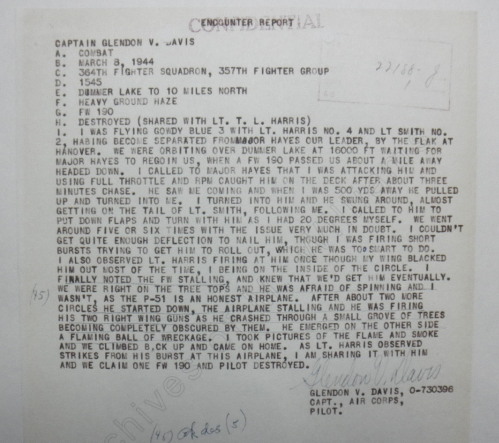 ENCOUNTER REPORT
CONFIDENTIAL
CAPTAIN GLENDON V. DAVIS
A. COMBAT
B. MARCH 8, 1944
C. 364TH FIGHTER SQUADRON, 357TH FIGHTER GROUP
D. 1545
E. DUMMER LAKE TO 10 MILES NORTH
F. HEAVY GROUND HAZE
G. FW 190
H. DESTROYED (SHARED WITH LT. T. L. HARRIS)
I. I WAS FLYING GOWDY BLUE 3 WITH LT. HARRIS NO. 4 AND LT SMITH NO.
2, HAVING BECOME SEPARATED FROM MAJOR HAYES OUR LEADER, BY THE FLAK AT
HANOVER. WE WERE ORBITING OVER DUMMER LAKE AT 16000 FT WAITING FOR
MAJOR HAYES TO REGOIN US, WHEN A FW 190 PASSED US ABOUT A MILE AWAY
HEADED DOWN. I CALLED TO MAJOR HAYES THAT I WAS ATTACKING HIM AND
USING FULL THROTTLE AND RPM CAUGHT HIM ON THE DECK AFTER ABOUT THREE
MINUTES CHASE. HE SAW ME COMING AND WHEN I WAS 500 YDS AWAY HE PULLED
UP AND TURNED INTO ME. I TURNED INTO HIM AND HE SWUNG AROUND, ALMOST
GETTING ON THE TAIL OF LT SMITH, FOLLOWING ME. I CALLED TO HIM TO
PUT DOWN FLAPS AND TURN WITH HIM AS I HAD 20 DEGREES MYSELF. WE WENT
AROUND FIVE OR SIX TIMES WITH THE ISSUE VERY MUCH IN DOUBT. I COULDN'T
GET QUITE ENOUGH DEFLECTION TO NAIL HIM, THOUGH I WAS FIRING SHORT
BURSTS TRYING TO GET HIM TO ROLL OUT, WHICH HE WAS TOO SMART TO DO.
I ALSO OBSERVED LT. HARRIS FIRING AT HIM ONCE THOUGH MY WING BLACKED
HIM OUT MOST OF THE TIME, I BEING ON THE INSIDE OF THE CIRCLE. I
FINALLY NOTED THE FW STALLING, AND KNEW THAT WE'D GET HIM EVENTUALLY.
WE WERE RIGHT ON THE TREE TOPS AND HE WAS AFRAID OF SPINNING AND I
WASN'T, AS THE P-51 IS AN HONEST AIRPLANE. AFTER ABOUT TWO MORE
CIRCLES HE STARTED DOWN, THE AIRPLANE STALLING AND HE WAS FIRING
HIS TWO RIGHT WING GUNS AS HE CRASHED THROUGH A SMALL GROVE OF TREES
BECOMING COMPLETELY OBSCURED BY THEM. HE EMERGED ON THE OTHER SIDE
A FLAMING BALL OF WRECKAGE. I TOOK PICTURES OF THE FLAME AND SMOKE
AND WE CLIMBED B,CK UP AND CAME ON HOME. AS LT. HARRIS OBSERVED
STRIKES FROM HIS BURST AT THIS AIRPLANE, I AM SHARING IT WITH HIM
AND WE CLAIM ONE FW 190 AND PILOT DESTROYED.
Glendon V. Davis
GLENDON V. DAVIS, O-730396
CAPT., AIR CORPS,
PILOT.